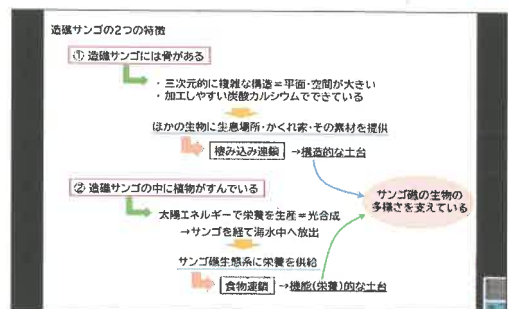 造礁サンゴの2つの特徴
① 造礁サンゴには骨がある
・三次元的に複雑な構造＝平面・空間が大きい
・加工しやすい炭酸カルシウムでできている
ほかの生物に生息場所・かくれ家・その素材を提供
棲み込み連鎖 →構造的な土台
② 造礁サンゴの中に植物がすんでいる
太陽エネルギーで栄養を生産＝光合成
→サンゴを経て海水中へ放出
サンゴ礁生態系に栄養を供給
食物連鎖 →機能(栄養)的な土台
サンゴ礁の生物の
多様さを支えている